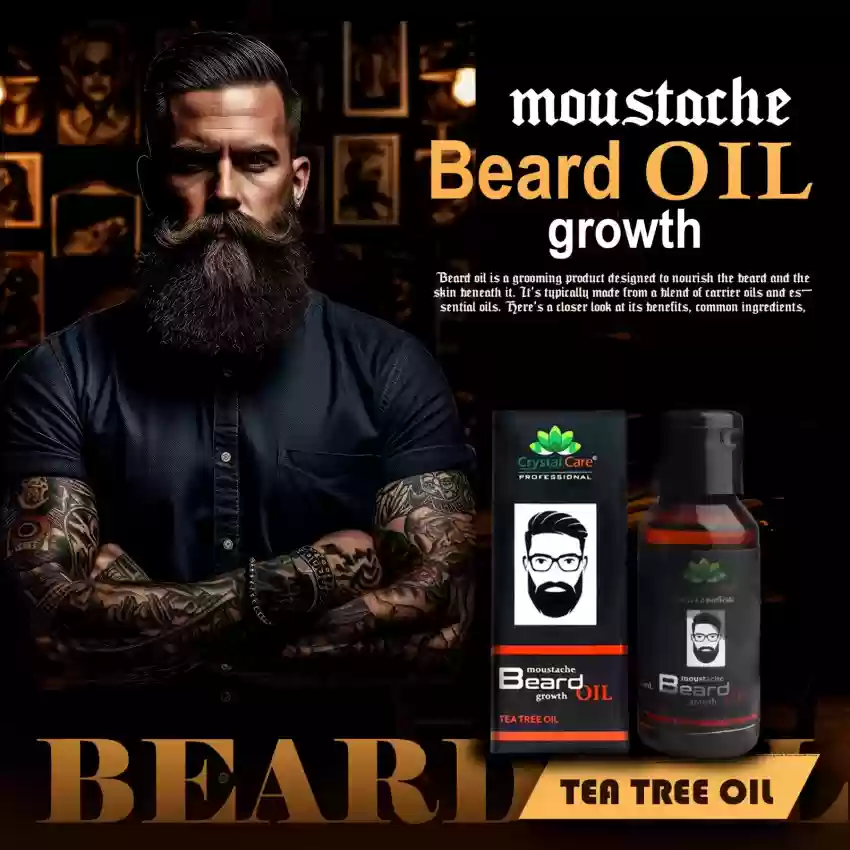 moustache
Beard OIL
growth
Beard oil is a grooming product designed to nourish the beard and the
skin beneath it. It's typically made from a blend of carrier oils and es–
sential oils. Here's a closer look at its benefits, common ingredients,
Crystal Care®
PROFESSIONAL
moustache
Beard OIL
growth
TEA TREE OIL
moustache
Beard
growth
BEARD
TEA TREE OIL